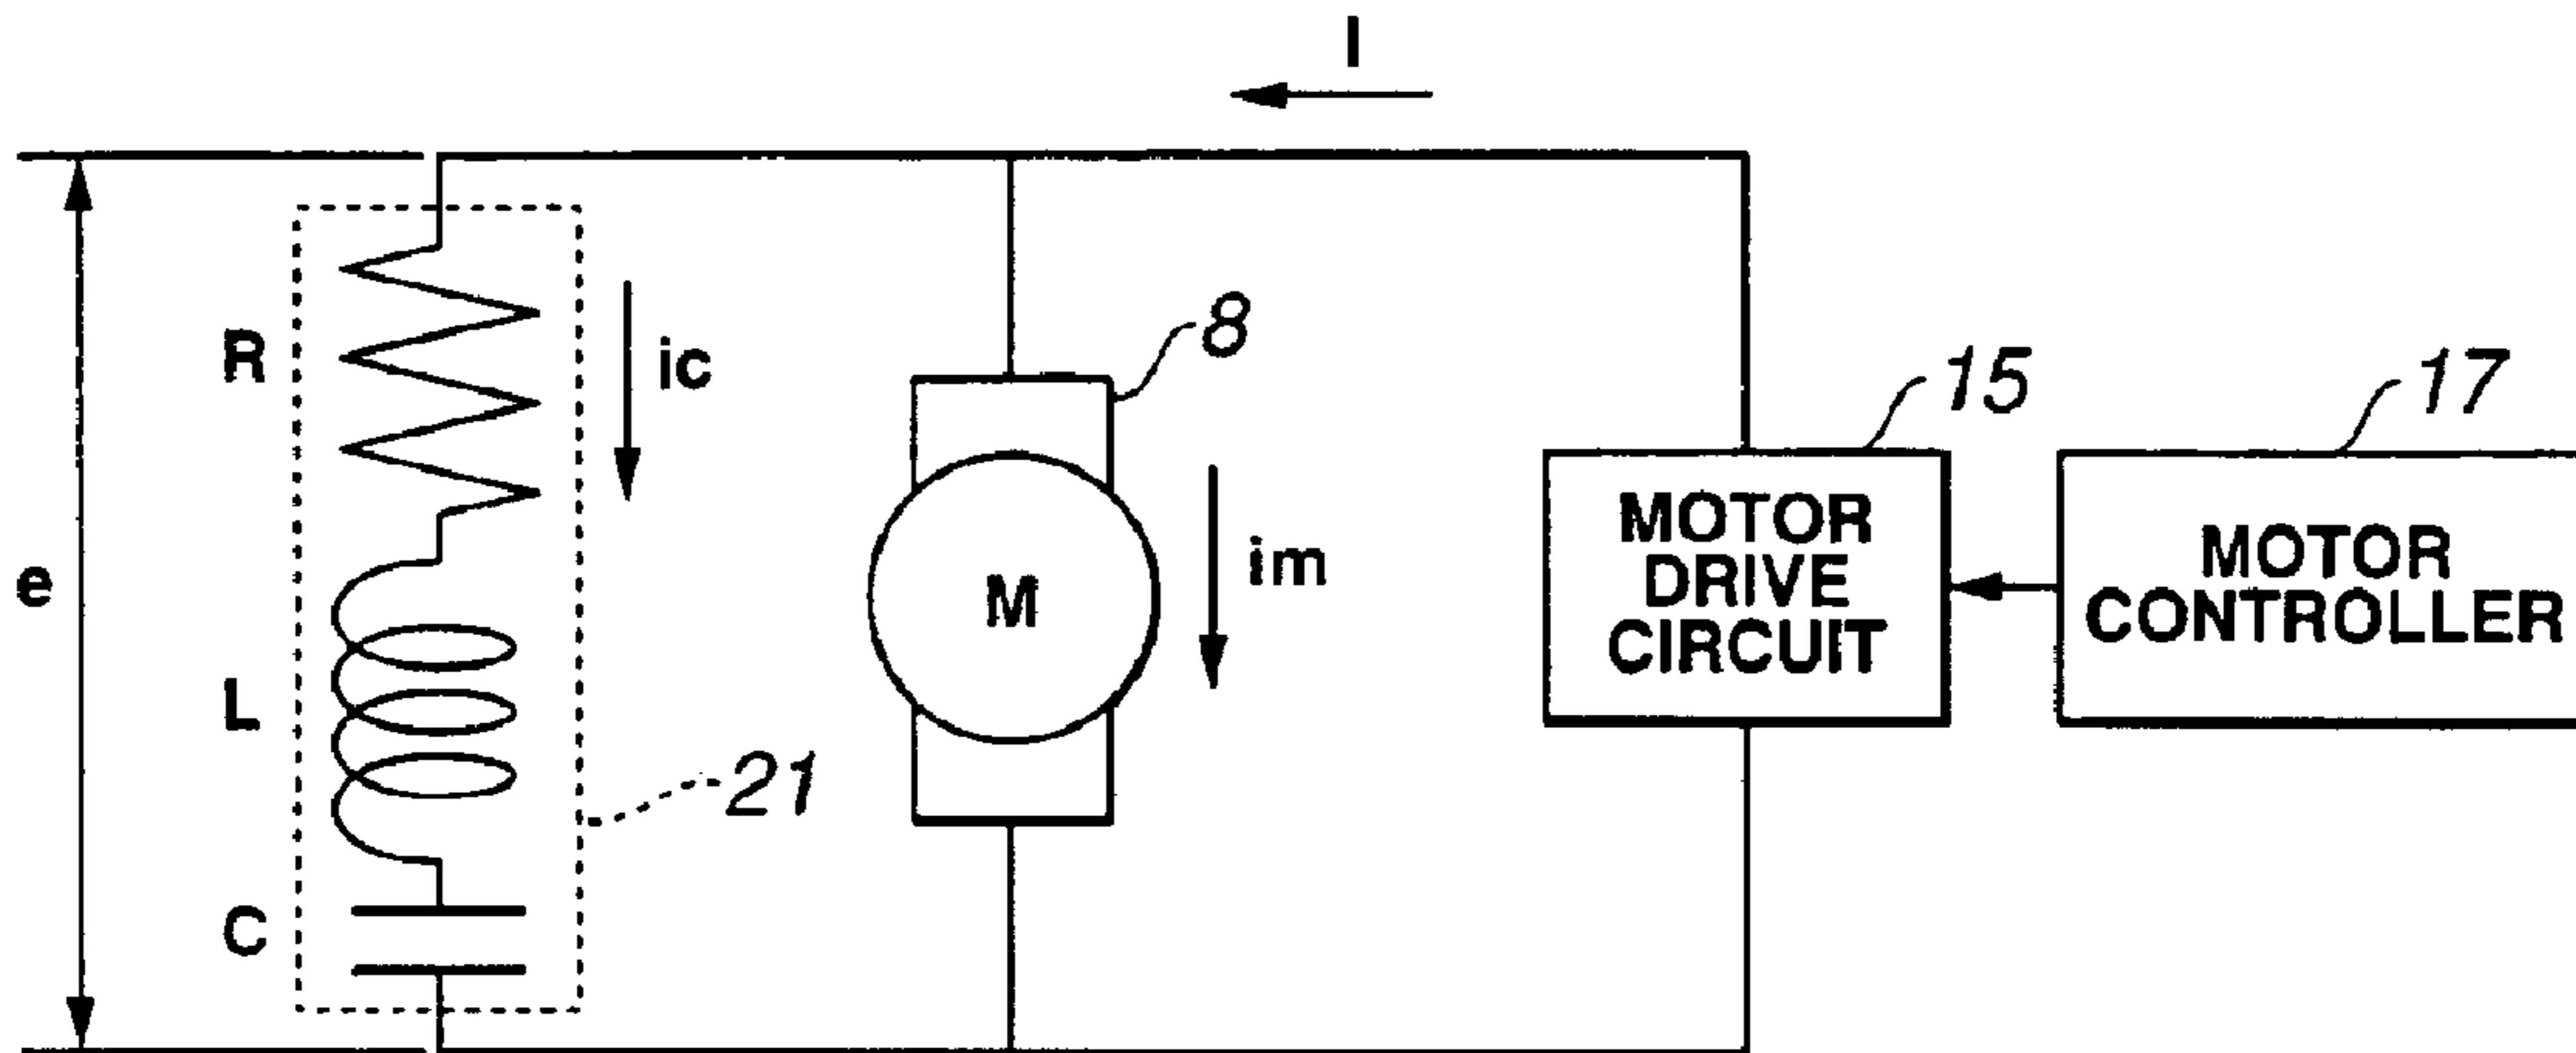 I
R
ic
8
15
17
e
M
im
MOTOR
DRIVE
CIRCUIT
MOTOR
CONTROLLER
L
21
C